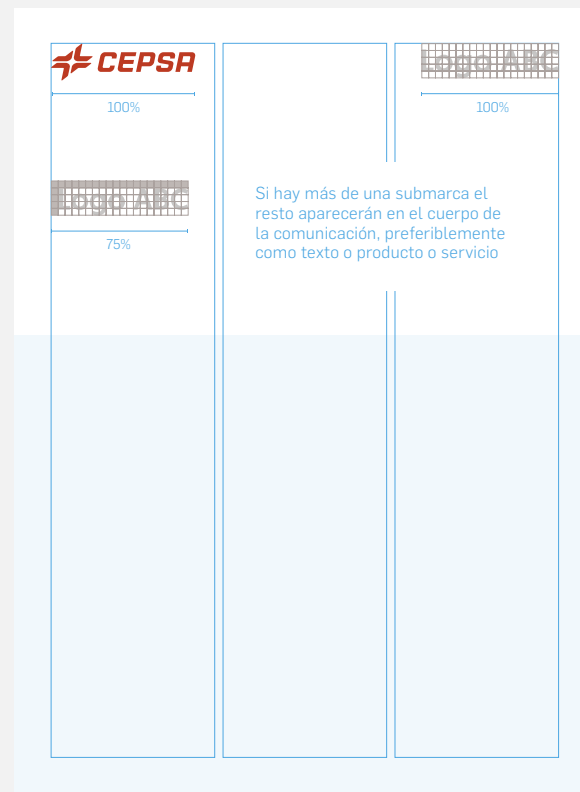 CEPSA
Logo ABC
100%
100%
Logo ABC
75%
Si hay más de una submarca el
resto aparecerán en el cuerpo de
la comunicación, preferiblemente
como texto o producto o servicio